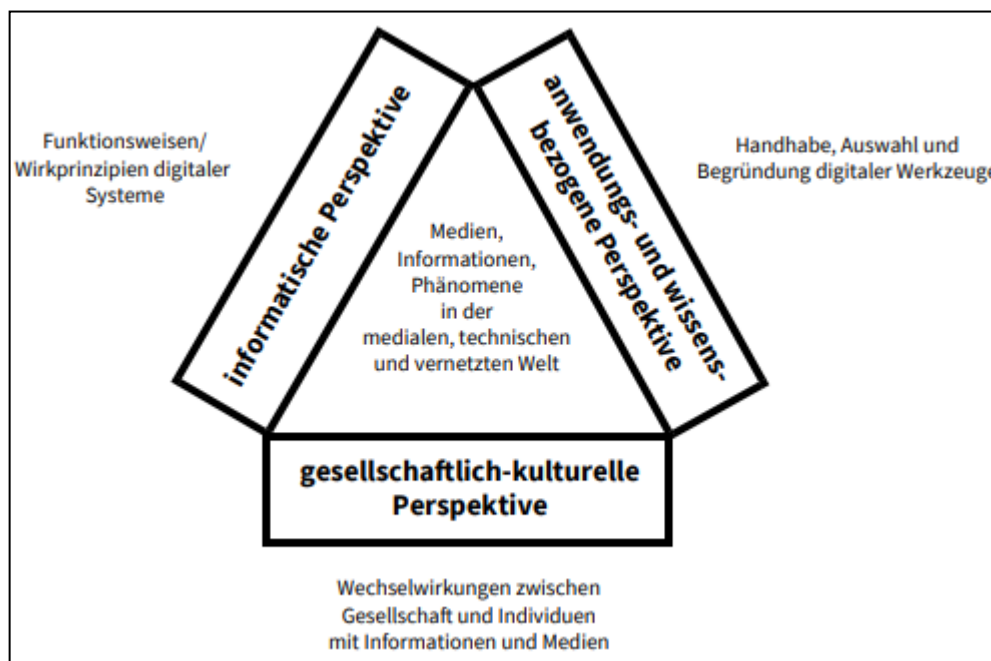 Funktionsweisen/
Wirkprinzipien digitaler
Systeme
informatische Perspektive
Medien,
Informationen,
Phänomene
in der
medialen, technischen
und vernetzten Welt
anwendungs- und wissens-
bezogene Perspektive
Handhabe, Auswahl und
Begründung digitaler Werkzeuge
gesellschaftlich-kulturelle
Perspektive
Wechselwirkungen zwischen
Gesellschaft und Individuen
mit Informationen und Medien